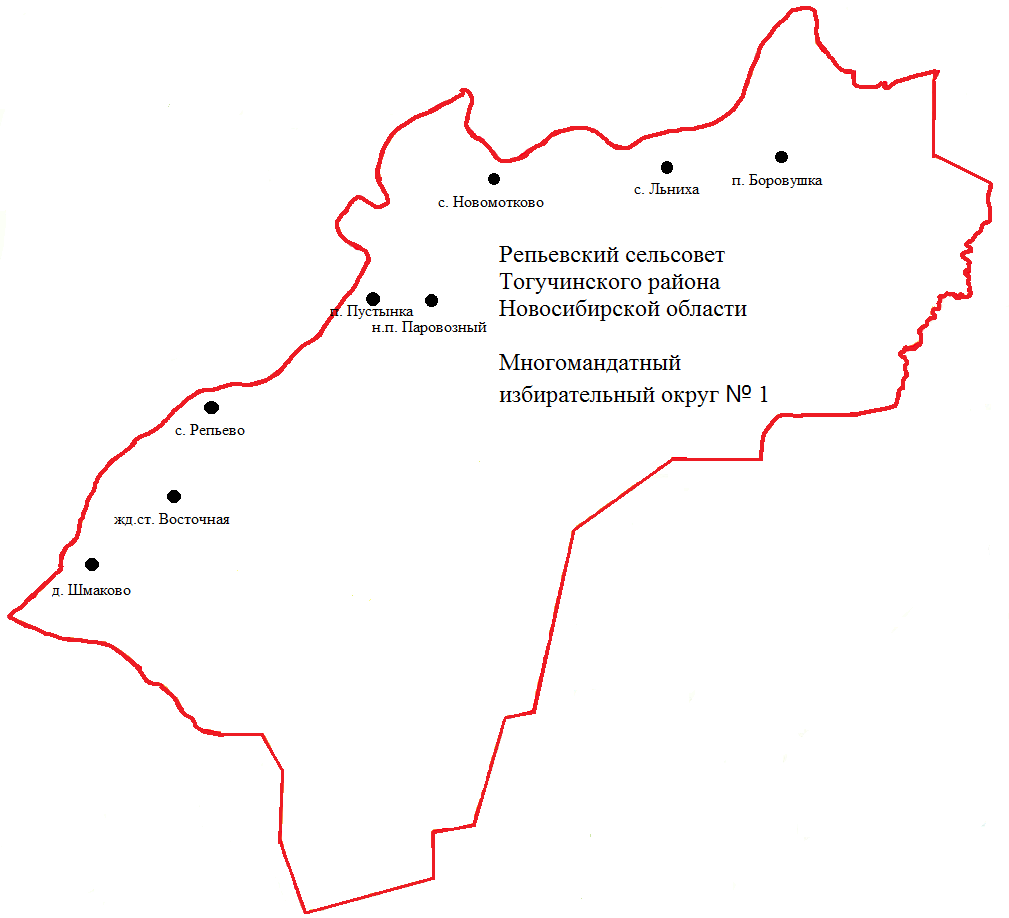 п. Боровушка
с. Льниха
с. Новомотково
Репьевский сельсовет
Тогучинского района
Новосибирской области
п. Пустынка
н.п. Паровозный
Многомандатный
избирательный округ № 1
с. Репьево
жд.ст. Восточная
д. Шмаково